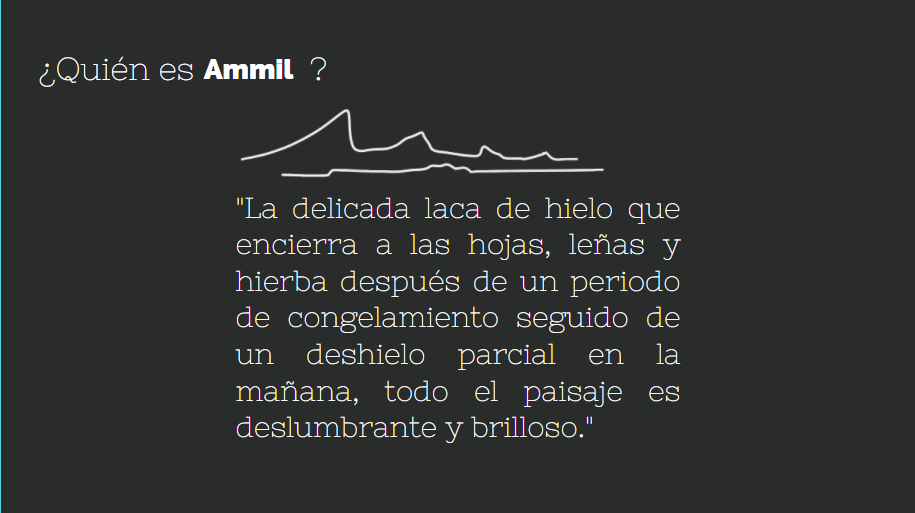 ¿Quién es Ammil ?
"La delicada laca de hielo que
encierra a las hojas, leñas y
hierba después de un periodo
de congelamiento seguido de
un deshielo parcial en la
mañana, todo el paisaje es
deslumbrante y brilloso."